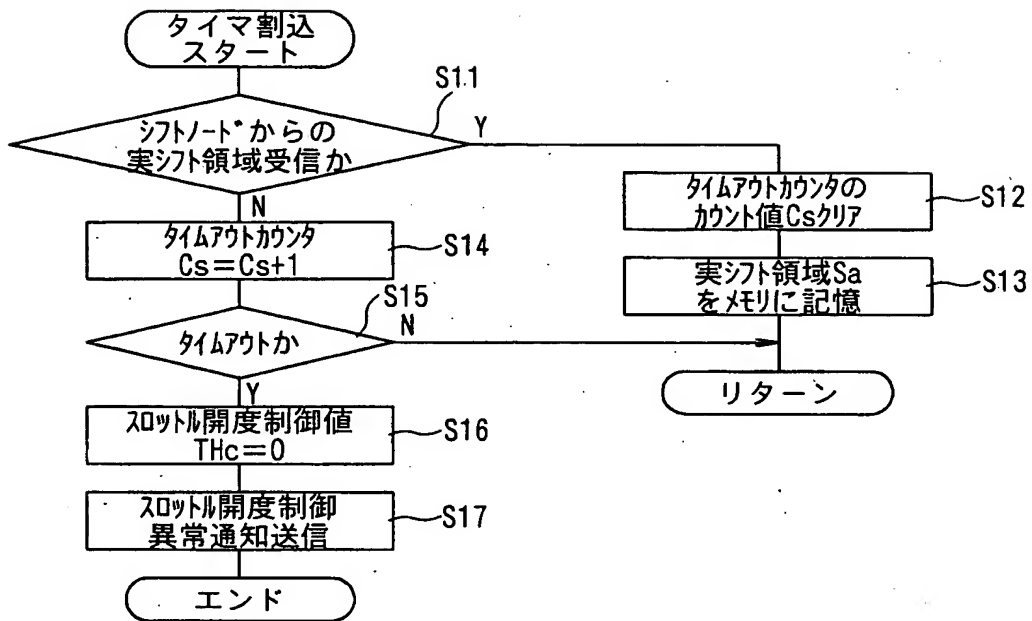 タイマ割込
スタート
S11
シフトノードからの
実シフト領域受信か
Y
N
タイムアウトカウンタの
カウント値Csクリア
S12
タイムアウトカウンタ
Cs=Cs+1
S14
実シフト領域Sa
をメモリに記憶
S13
S15
タイムアウトか
N
Y
リターン
スロットル開度制御値
THc=0
S16
スロットル開度制御
異常通知送信
S17
エンド